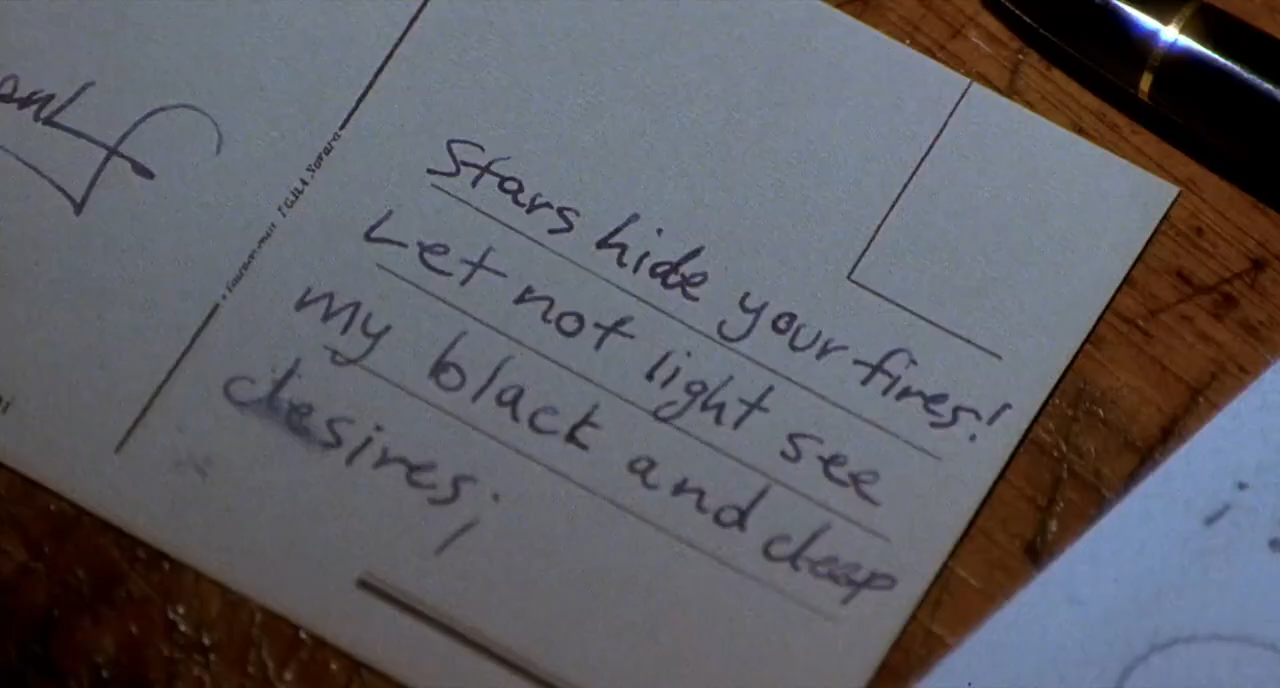 Stars hide your fires!
Let not light see
my black and deep
desires;